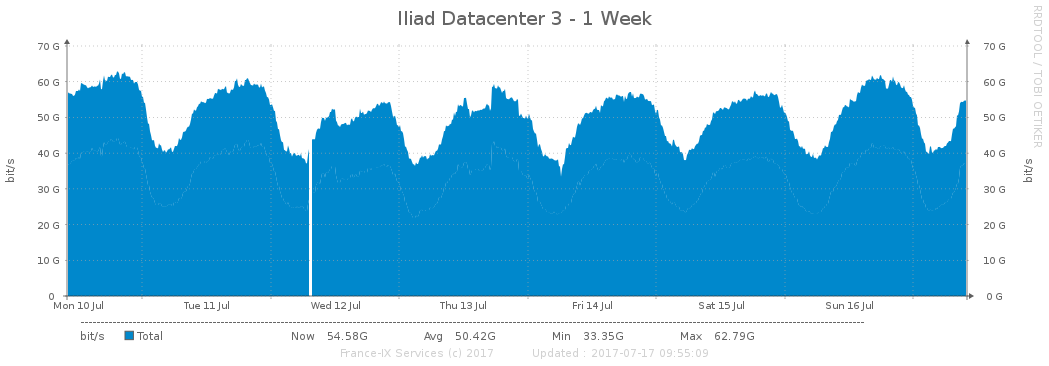 Iliad Datacenter 3 - 1 Week
RRDTOOL / TOBI OETIKER
70 G 70 G
60 G 60 G
50 G 50 G
40 G 40 G
30 G 30 G
20 G 20 G
10 G 10 G
0 0 G
bit/s bit/s
Mon 10 Jul Tue 11 Jul Wed 12 Jul Thu 13 Jul Fri 14 Jul Sat 15 Jul Sun 16 Jul
bit/s Total Now 54.58G Avg 50.42G Min 33.35G Max 62.79G
France-IX Services (c) 2017 Updated : 2017-07-17 09:55:09